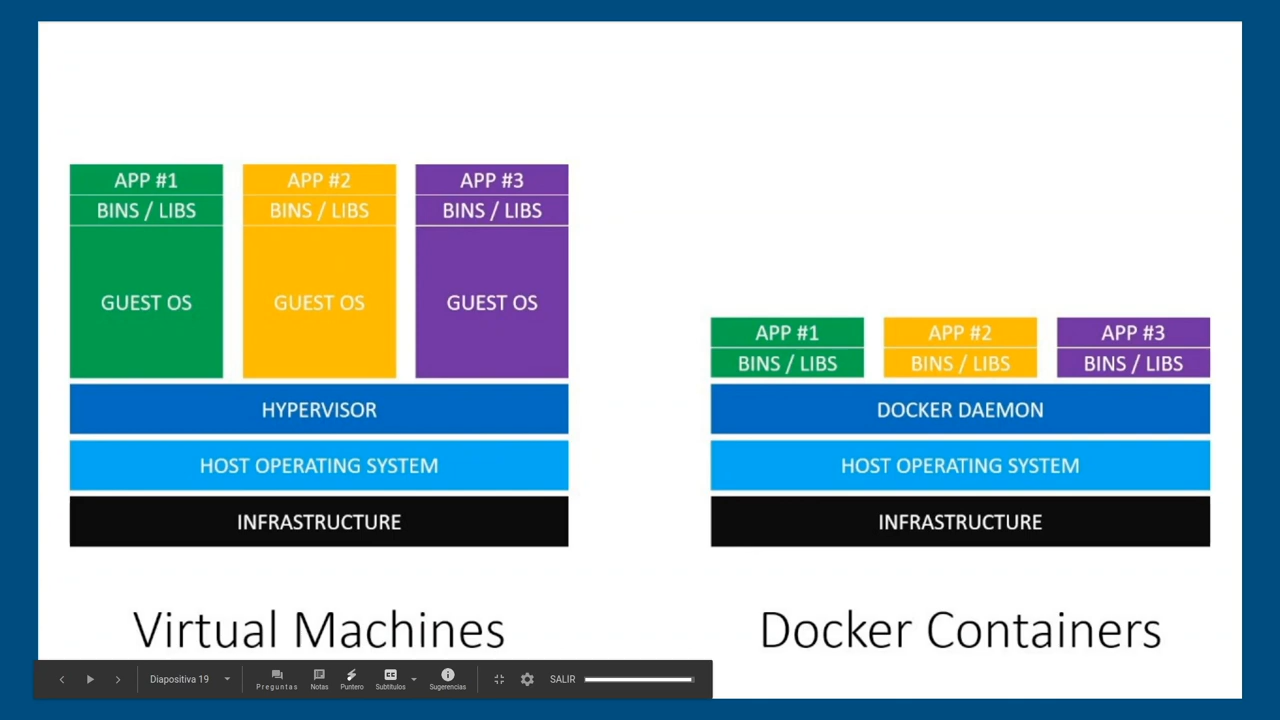 APP #1
BINS / LIBS
GUEST OS
APP #2
BINS / LIBS
GUEST OS
APP #3
BINS / LIBS
GUEST OS
HYPERVISOR
HOST OPERATING SYSTEM
INFRASTRUCTURE
Virtual Machines
APP #1
BINS / LIBS
APP #2
BINS / LIBS
APP #3
BINS / LIBS
DOCKER DAEMON
HOST OPERATING SYSTEM
INFRASTRUCTURE
Docker Containers
Diapositiva 19
Preguntas
Notas
Puntero
CC
Subtítulos
Sugerencias
SALIR